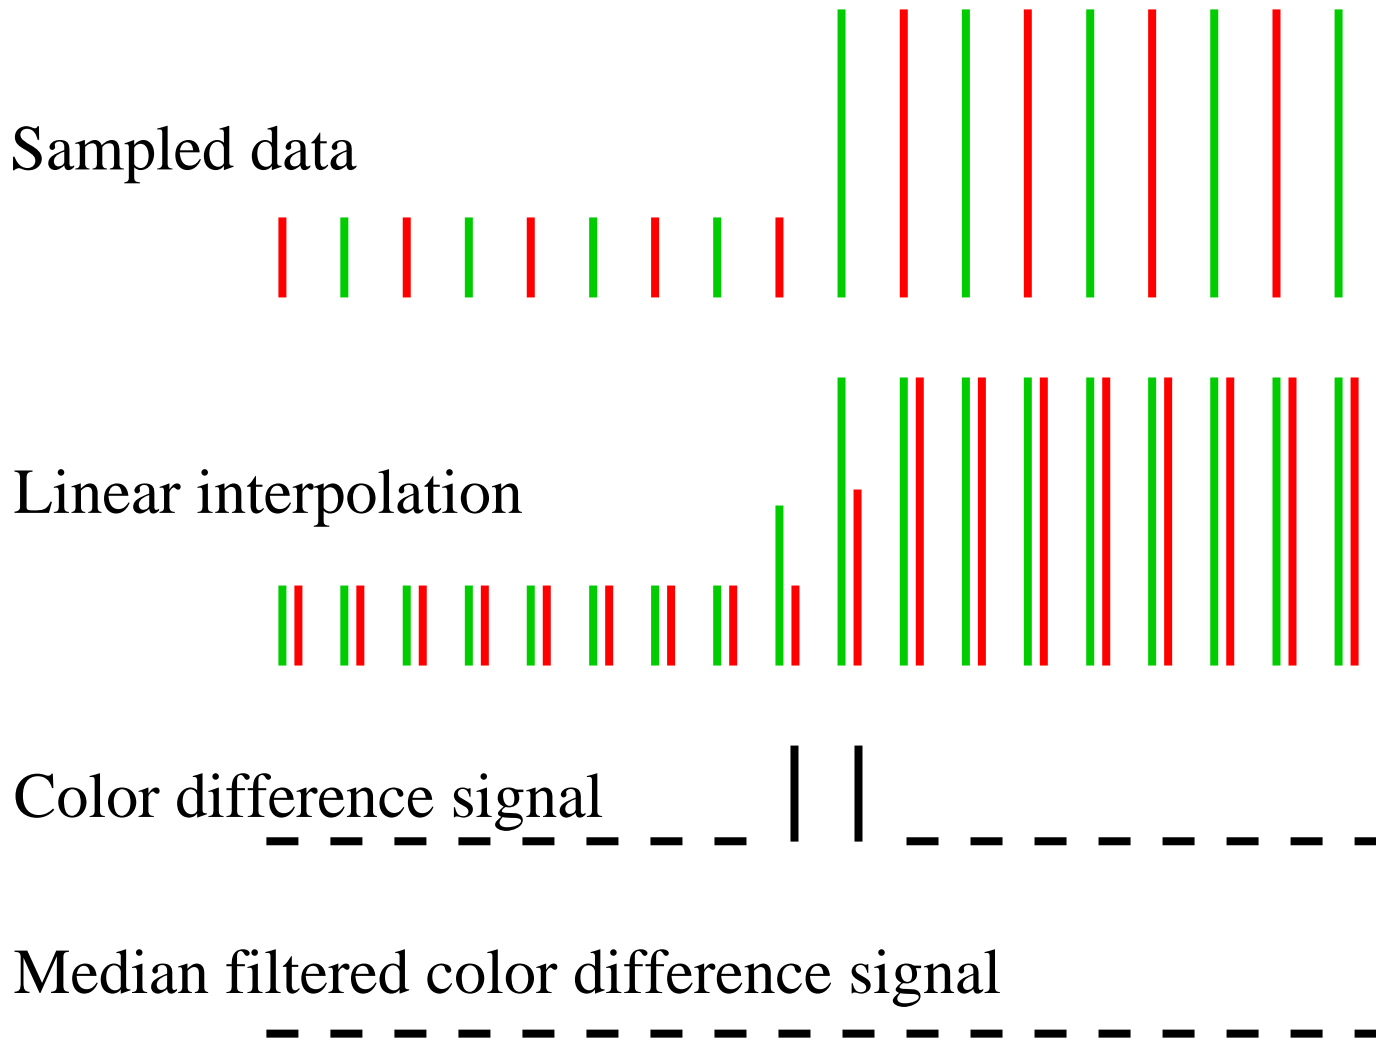 Sampled data
Linear interpolation
Color difference signal
Median filtered color difference signal